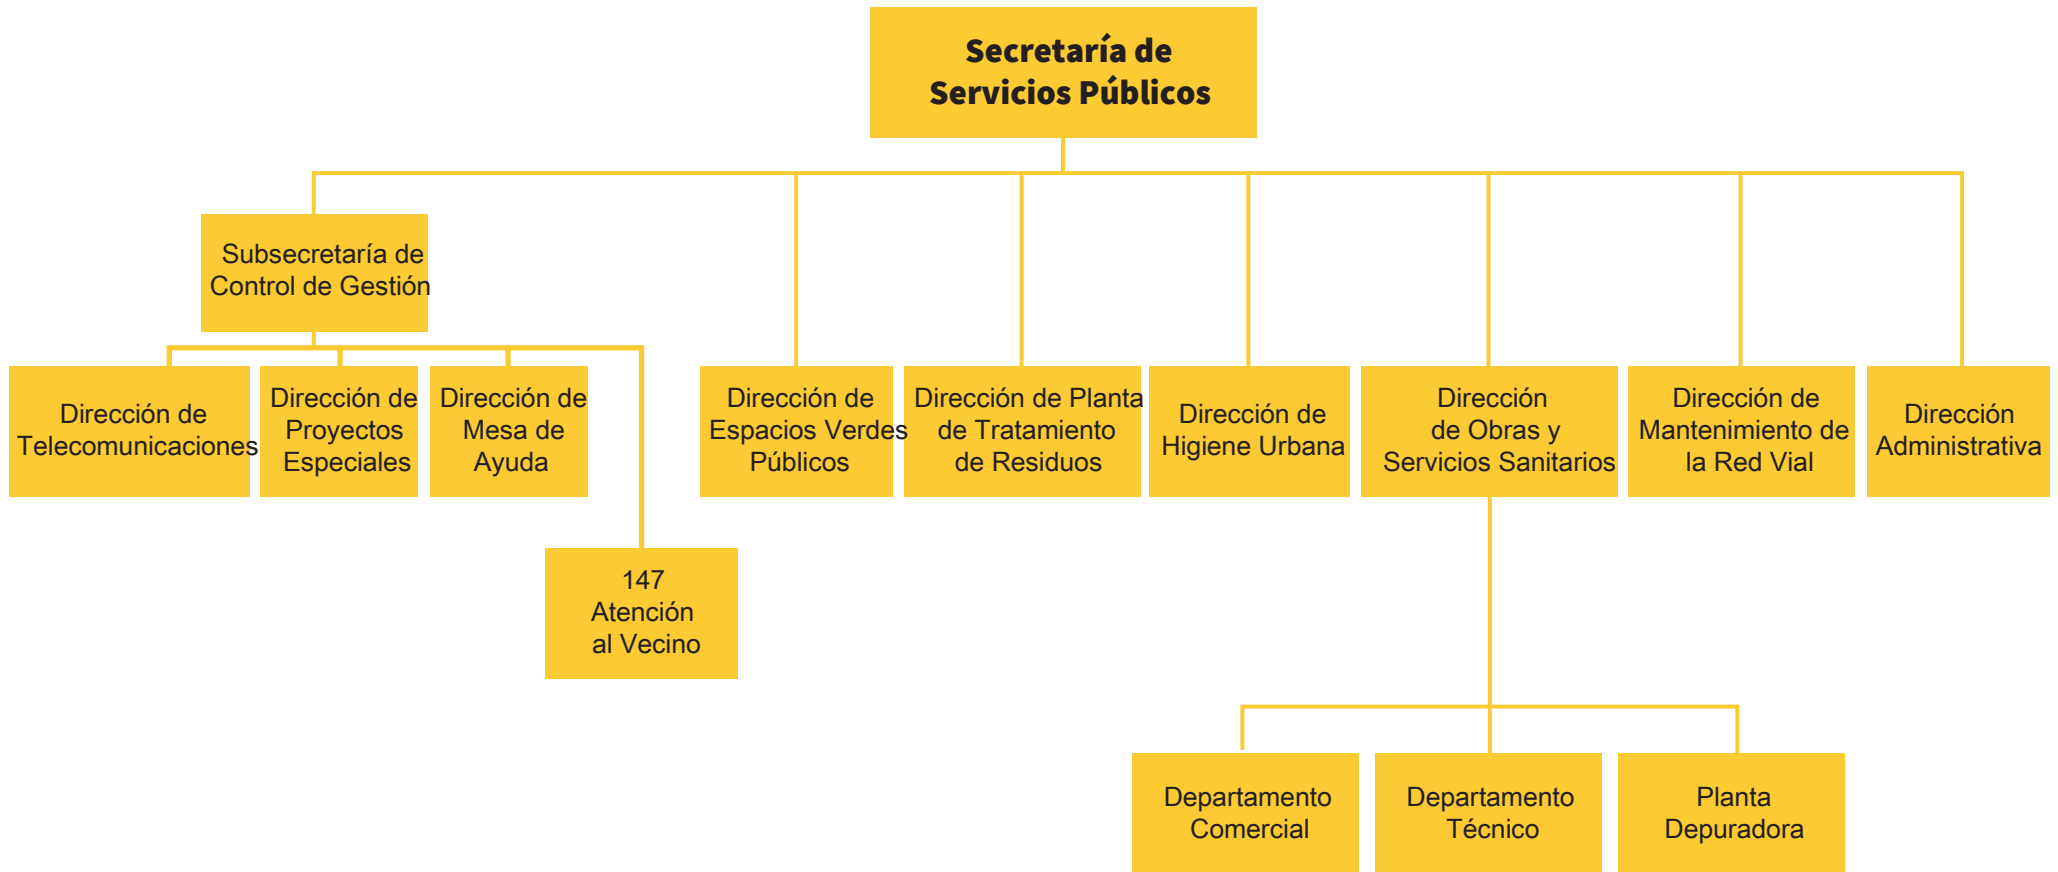 Secretaría de
Servicios Públicos
Subsecretaría de
Control de Gestión
Dirección de
Telecomunicaciones
Dirección de
Proyectos
Especiales
Dirección de
Mesa de
Ayuda
Dirección de
Espacios Verdes
Públicos
Dirección de Planta
de Tratamiento
de Residuos
Dirección de
Higiene Urbana
Dirección
de Obras y
Servicios Sanitarios
Dirección de
Mantenimiento de
la Red Vial
Dirección
Administrativa
147
Atención
al Vecino
Departamento
Comercial
Departamento
Técnico
Planta
Depuradora